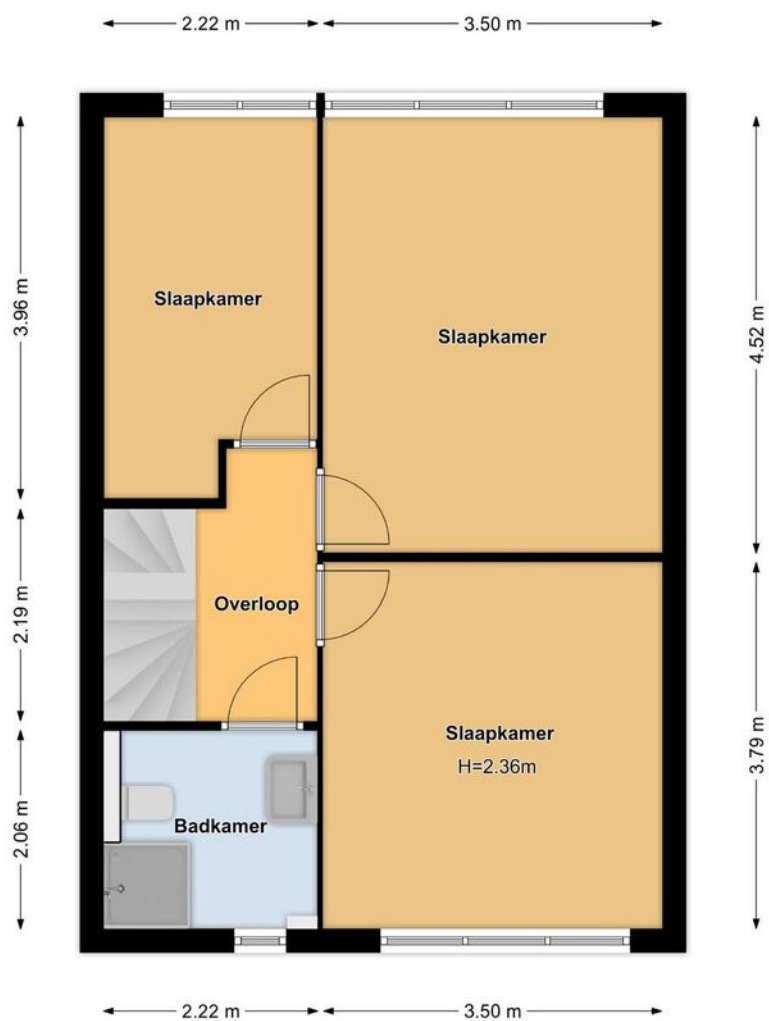 2.22 m
3.50 m
3.96 m
4.52 m
Slaapkamer
Slaapkamer
2.19 m
Overloop
3.79 m
Slaapkamer
H=2.36m
2.06 m
Badkamer
2.22 m
3.50 m